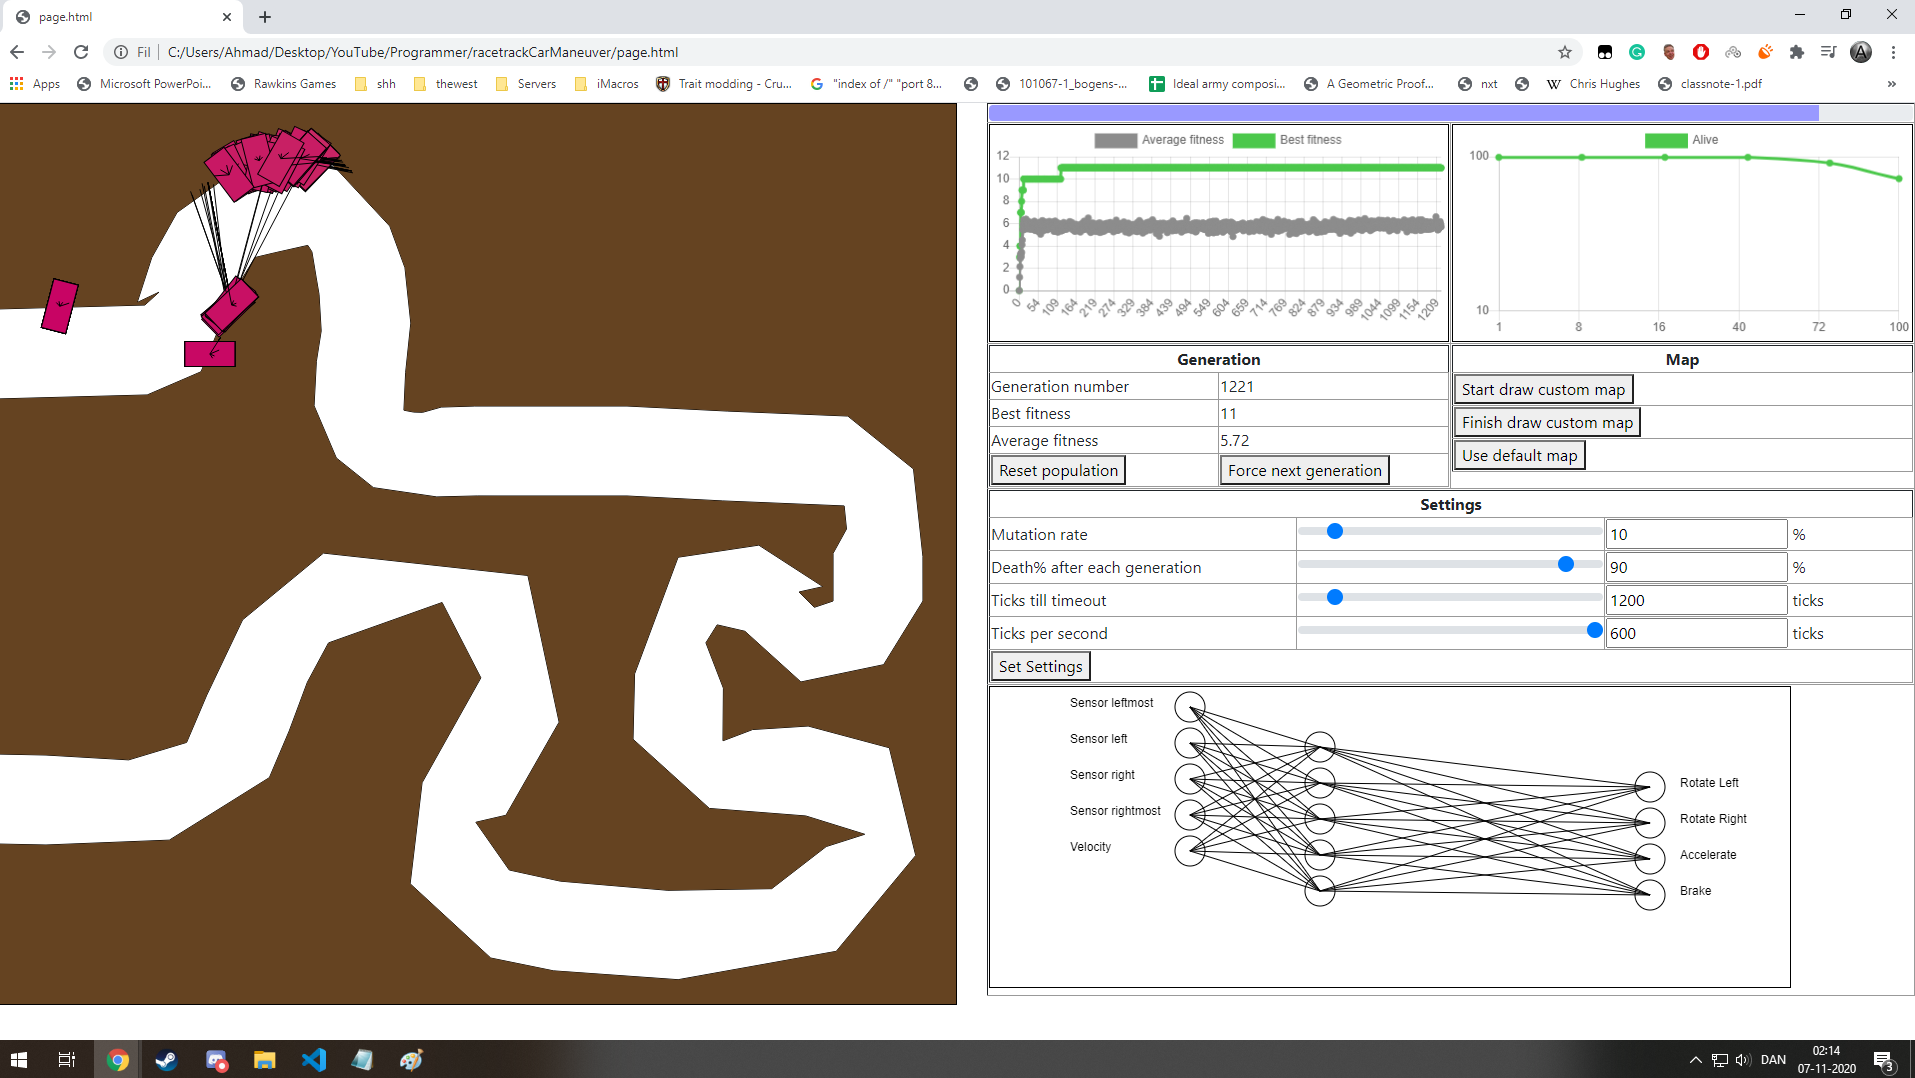 page.html
Fil
C:/Users/Ahmad/Desktop/YouTube/Programmer/racetrackCarManeuver/page.html
Apps
Microsoft PowerPoi...
Rawkins Games
shh
thewest
Servers
iMacros
Trait modding - Cru...
"index of /" "port 8...
101067-1_bogens-...
Ideal army composi...
A Geometric Proof...
nxt
Chris Hughes
classnote-1.pdf
»
Average fitness
Best fitness
12
10
8
6
4
2
0
0 54 109 164 219 274 329 384 439 494 549 604 659 714 769 824 879 934 989 1044 1099 1154 1209
Alive
100
10
1 8 16 40 72 100
Generation
Generation number 1221
Best fitness 11
Average fitness 5.72
Reset population
Force next generation
Map
Start draw custom map
Finish draw custom map
Use default map
Settings
Mutation rate 10 %
Death% after each generation 90 %
Ticks till timeout 1200 ticks
Ticks per second 600 ticks
Set Settings
Sensor leftmost
Sensor left
Sensor right
Sensor rightmost
Velocity
Rotate Left
Rotate Right
Accelerate
Brake
DAN
02:14
07-11-2020
3